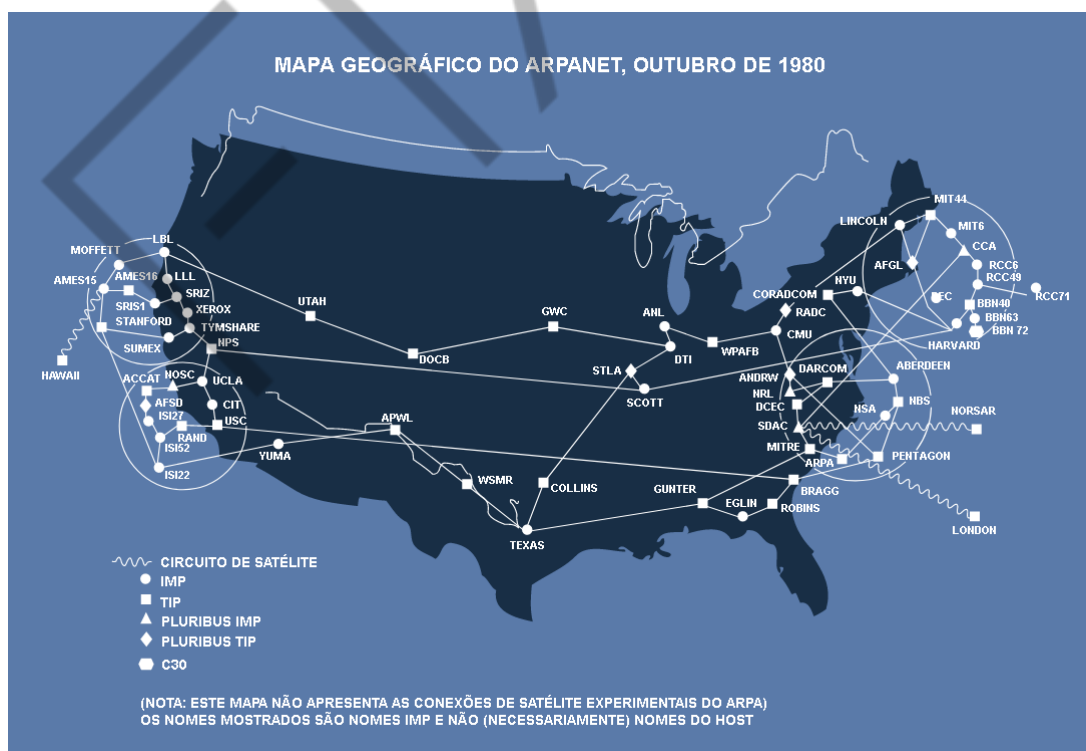 MAPA GEOGRÁFICO DO ARPANET, OUTUBRO DE 1980
MOFFETT
LBL
AMES15
AMES16
LLL
SRIZ
SRIS1
XEROX
STANFORD
TYMSHARE
SUMEX
NPS
HAWAII
ACCAT
NOSC
UCLA
AFSD
CIT
ISI27
RAND
USC
ISI52
ISI22
YUMA
UTAH
DOCB
GWC
APWL
WSMR
TEXAS
COLLINS
STLA
ANL
DTI
SCOTT
WPAFB
CORADCOM
RADC
CMU
NYU
LINCOLN
MIT44
MIT6
CCA
AFGL
RCC6
RCC49
RCC71
BBN40
BBN63
BBN 72
HARVARD
ABERDEEN
DARCOM
ANDRW
NRL
DCEC
NBS
NSA
SDAC
NORSAR
MITRE
ARPA
PENTAGON
BRAGG
GUNTER
EGLIN
ROBINS
LONDON
CIRCUITO DE SATÉLITE
IMP
TIP
PLURIBUS IMP
PLURIBUS TIP
C30
(NOTA: ESTE MAPA NÃO APRESENTA AS CONEXÕES DE SATÉLITE EXPERIMENTAIS DO ARPA)
OS NOMES MOSTRADOS SÃO NOMES IMP E NÃO (NECESSARIAMENTE) NOMES DO HOST